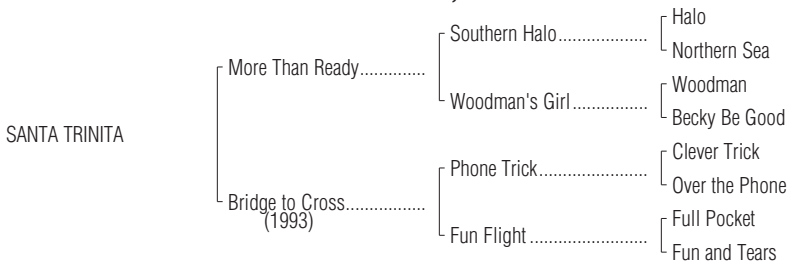 Halo
Southern Halo...................
Northern Sea
More Than Ready..............
Woodman
Woodman's Girl................
Becky Be Good
SANTA TRINITA
Clever Trick
Phone Trick.......................
Over the Phone
Bridge to Cross.................
(1993)
Full Pocket
Fun Flight.........................
Fun and Tears